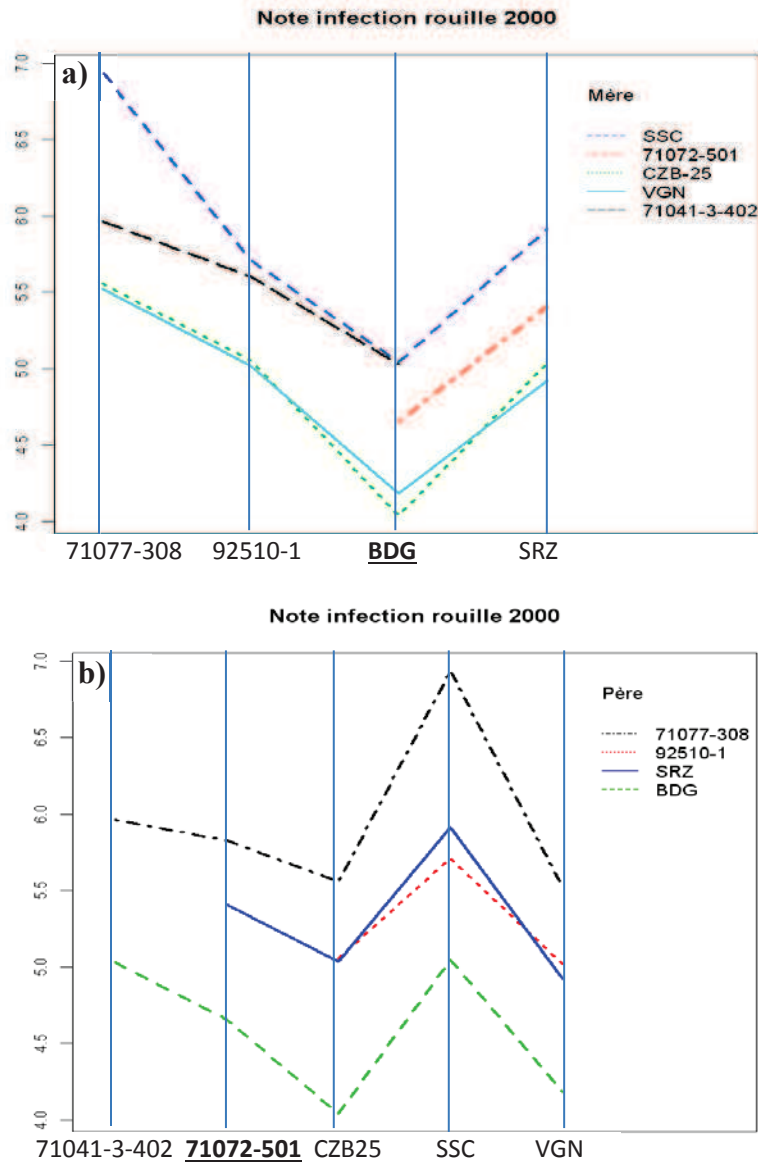 Note infection rouille 2000
a)
7.0
6.5
6.0
5.5
5.0
4.5
4.0
Mère
SSC
71072-501
CZB-25
VGN
71041-3-402
71077-308 92510-1 BDG SRZ
Note infection rouille 2000
b)
7.0
6.5
6.0
5.5
5.0
4.5
4.0
Père
71077-308
92510-1
SRZ
BDG
71041-3-402 71072-501 CZB25 SSC VGN